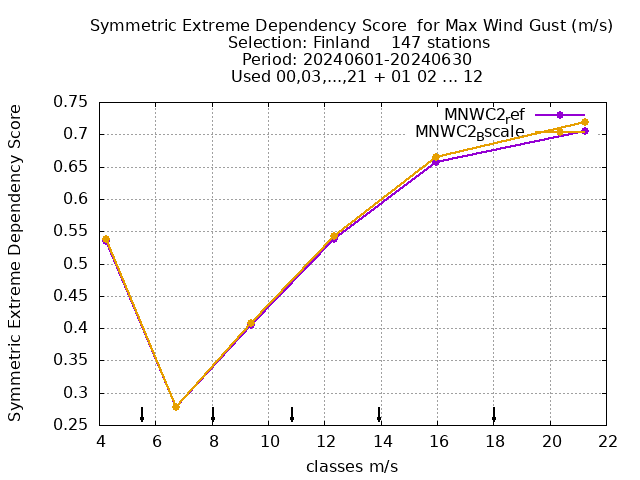 Symmetric Extreme Dependency Score for Max Wind Gust (m/s)
Selection: Finland 147 stations
Period: 20240601-20240630
Used 00,03,...,21 + 01 02 ... 12
Symmetric Extreme Dependency Score
0.75
0.7
0.65
0.6
0.55
0.5
0.45
0.4
0.35
0.3
0.25
MNWC2_ref
MNWC2_Bscale
4 6 8 10 12 14 16 18 20 22
classes m/s